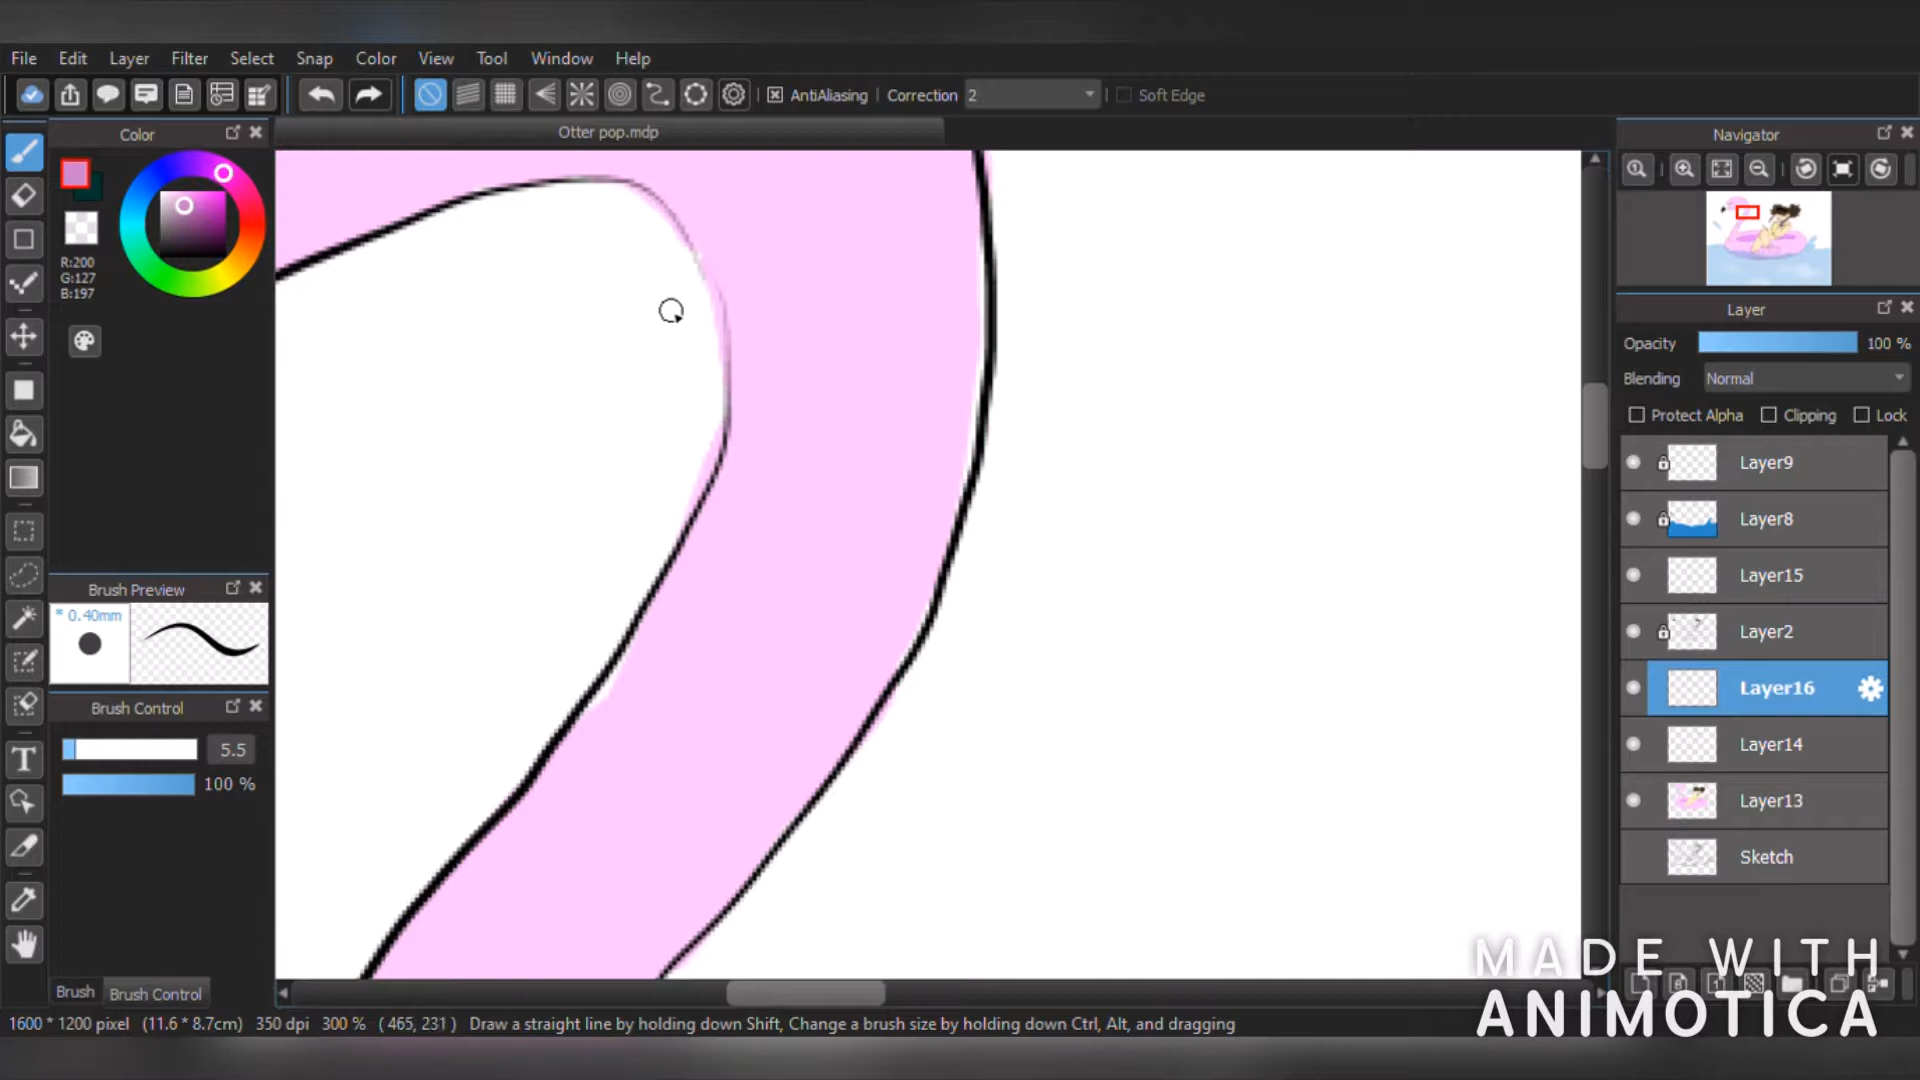 File Edit Layer Filter Select Snap Color View Tool Window Help
AntiAliasing Correction 2 Soft Edge
Color
Otter pop.mdp
Navigator
R:200
G:127
B:197
Layer
Opacity 100 %
Blending Normal
Protect Alpha Clipping Lock
Layer9
Layer8
Layer15
Layer2
Layer16
Layer14
Layer13
Sketch
Brush Preview
* 0.40mm
Brush Control
5.5
100 %
Brush Brush Control
1600 * 1200 pixel (11.6 * 8.7cm) 350 dpi 300 % ( 465, 231 ) Draw a straight line by holding down Shift, Change a brush size by holding down Ctrl, Alt, and dragging
MADE WITH
ANIMOTICA